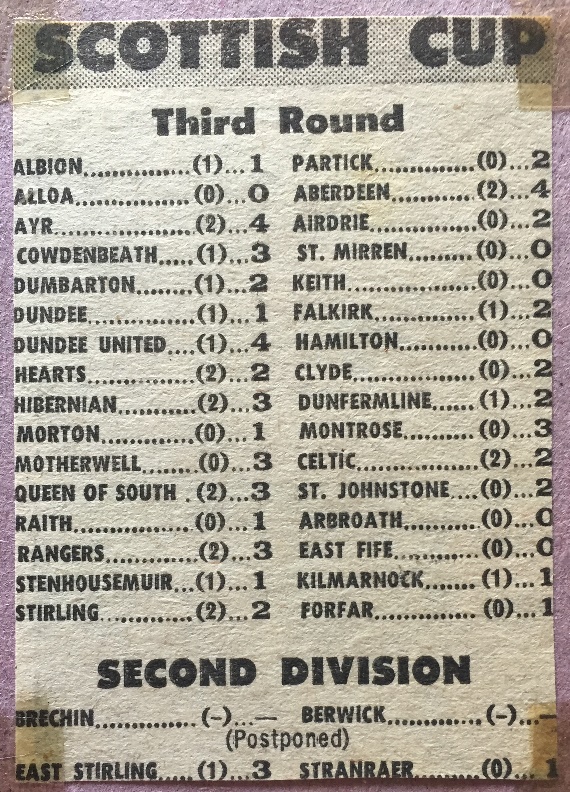 SCOTTISH CUP
Third Round
ALBION................(1)...1 PARTICK...............(0)...2
ALLOA.................(0)...0 ABERDEEN............(2)...4
AYR.....................(2)...4 AIRDRIE................(0)...2
COWDENBEATH.....(1)...3 ST. MIRREN..........(0)...0
DUMBARTON........(1)...2 KEITH...................(0)...0
DUNDEE................(1)...1 FALKIRK...............(1)...2
DUNDEE UNITED....(1)...4 HAMILTON...........(0)...0
HEARTS................(2)...2 CLYDE..................(0)...2
HIBERNIAN...........(2)...3 DUNFERMLINE......(1)...2
MORTON..............(0)...1 MONTROSE..........(0)...3
MOTHERWELL.......(0)...3 CELTIC.................(2)...2
QUEEN OF SOUTH .(2)...3 ST. JOHNSTONE....(0)...2
RAITH..................(0)...1 ARBROATH..........(0)...0
RANGERS.............(2)...3 EAST FIFE............(0)...0
STENHOUSEMUIR...(1)...1 KILMARNOCK.......(1)...1
STIRLING..............(2)...2 FORFAR...............(0)...1
SECOND DIVISION
BRECHIN..............(-)...— BERWICK.............(-)...—
(Postponed)
EAST STIRLING.....(1)...3 STRANRAER.........(0)... 1